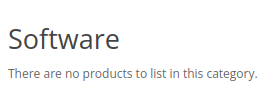 Software
There are no products to list in this category.